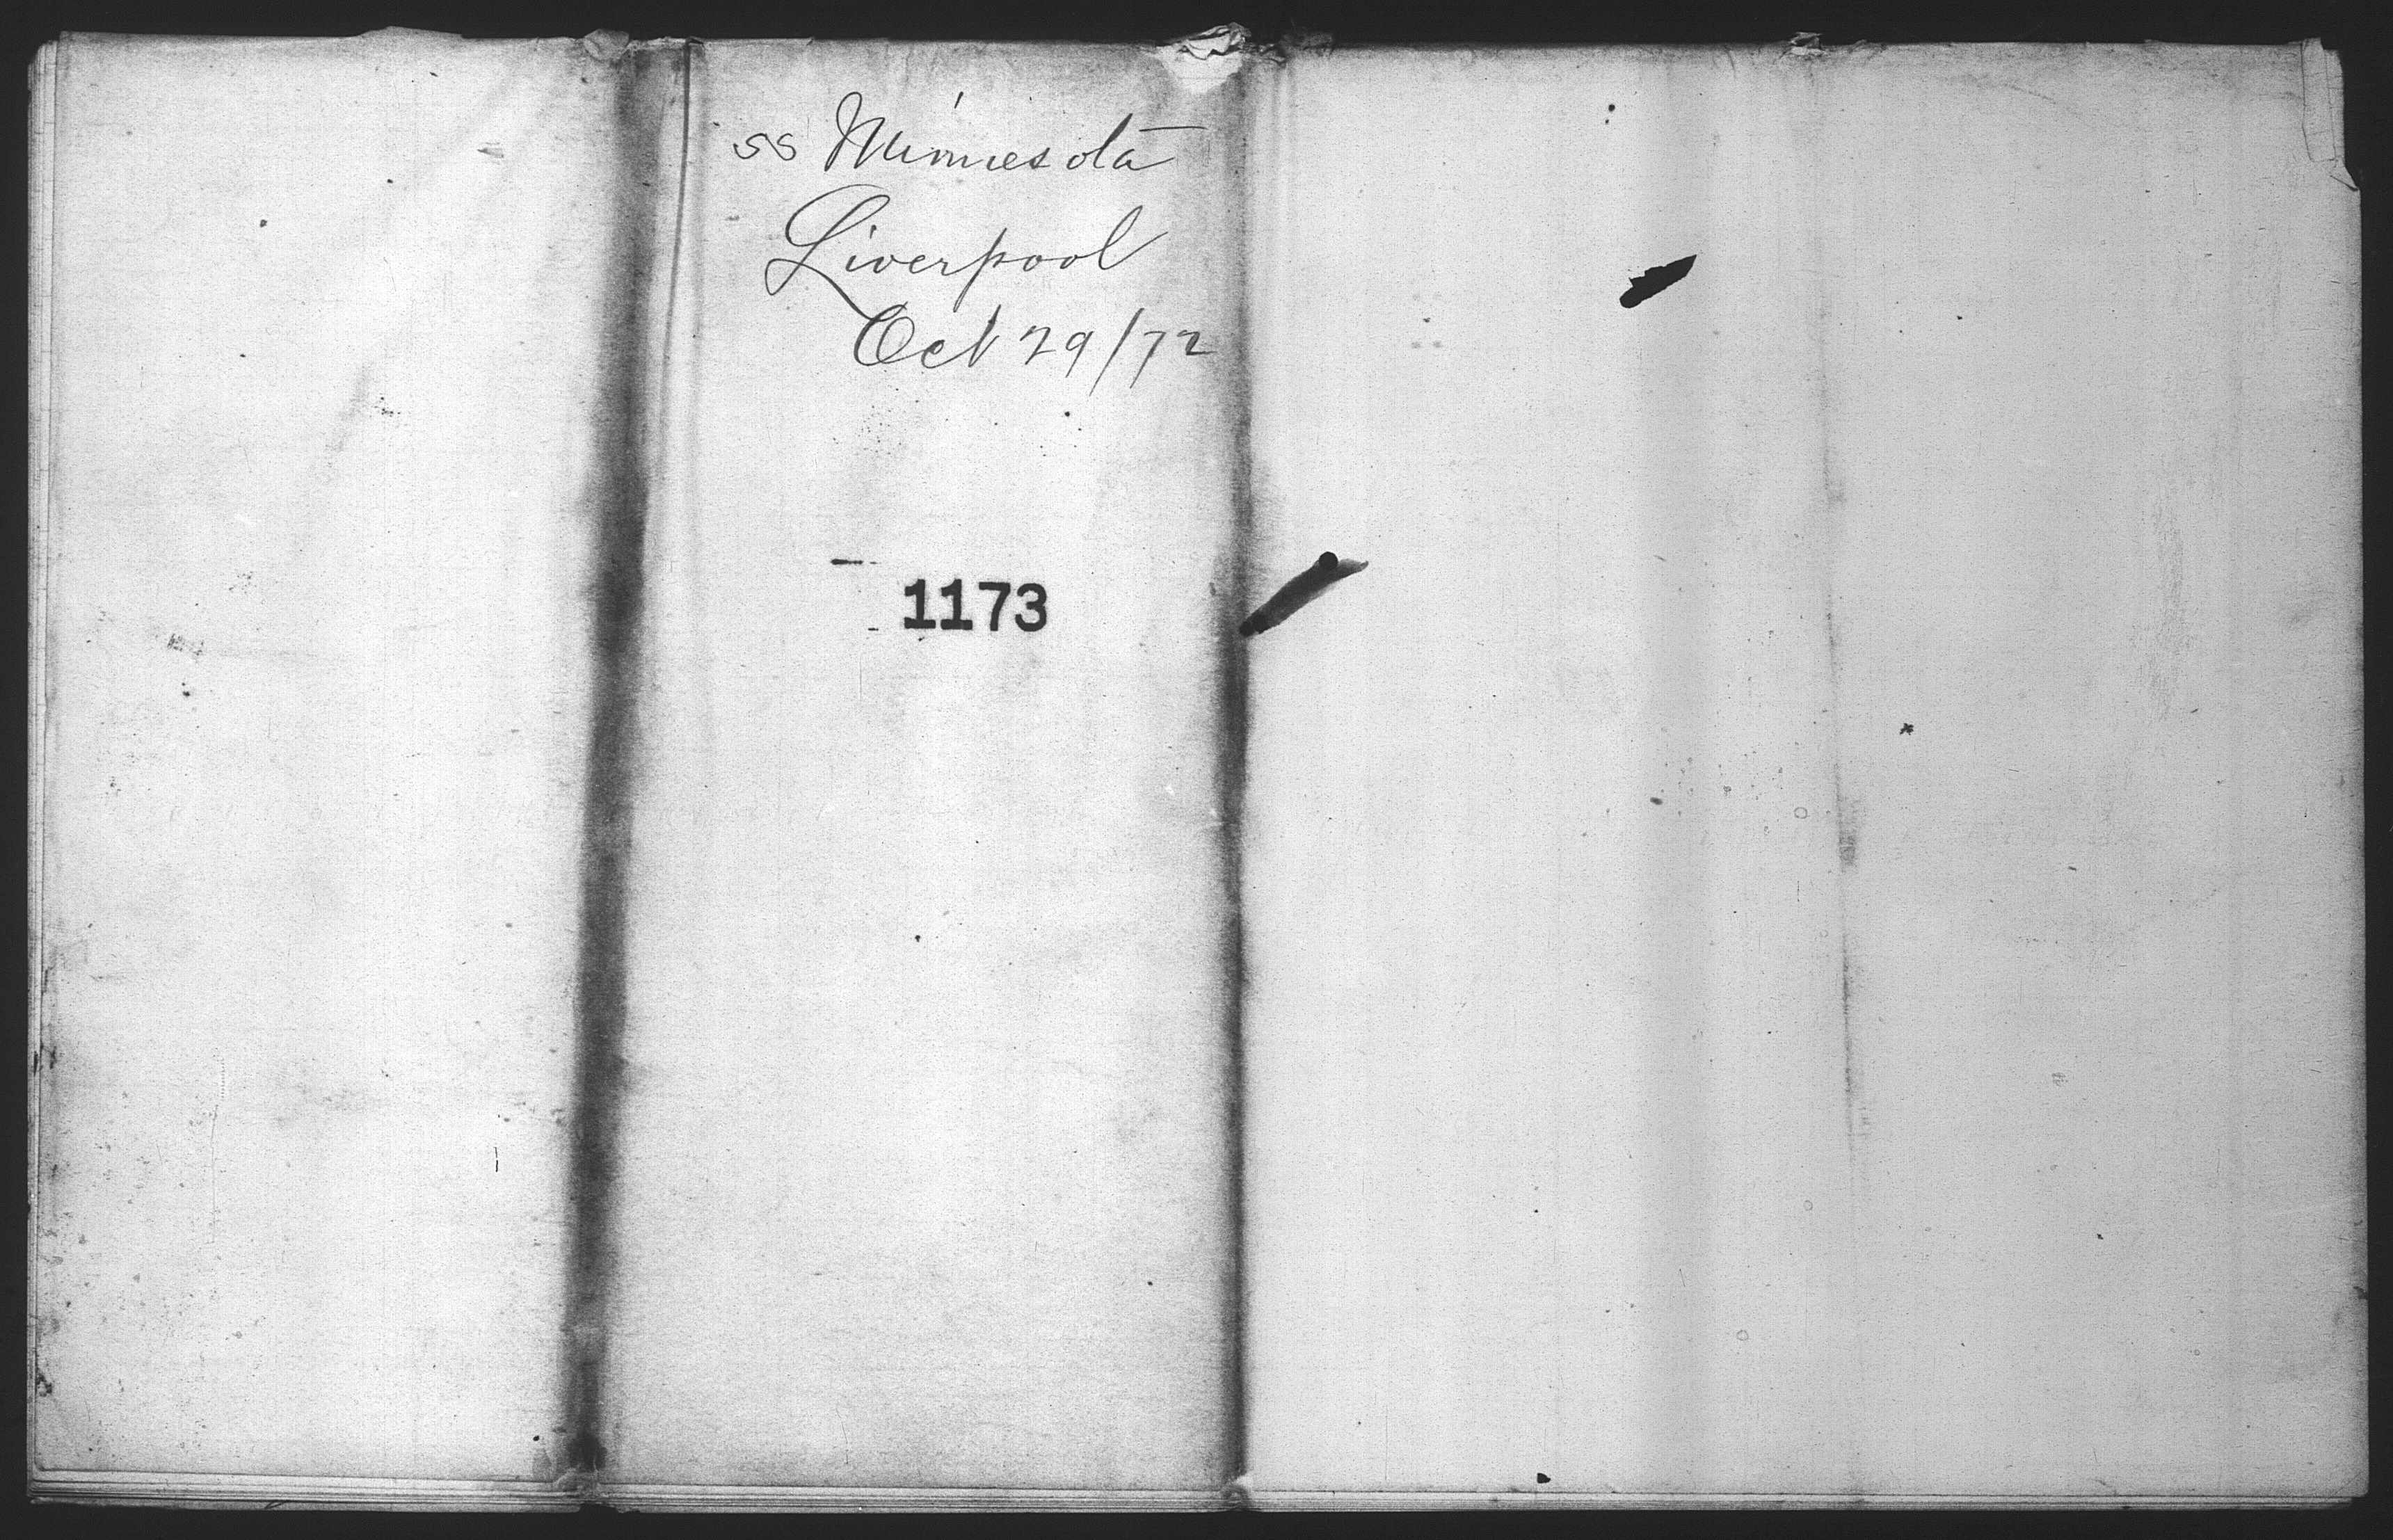 SS Minnesota
Liverpool
Oct 29/72
1173